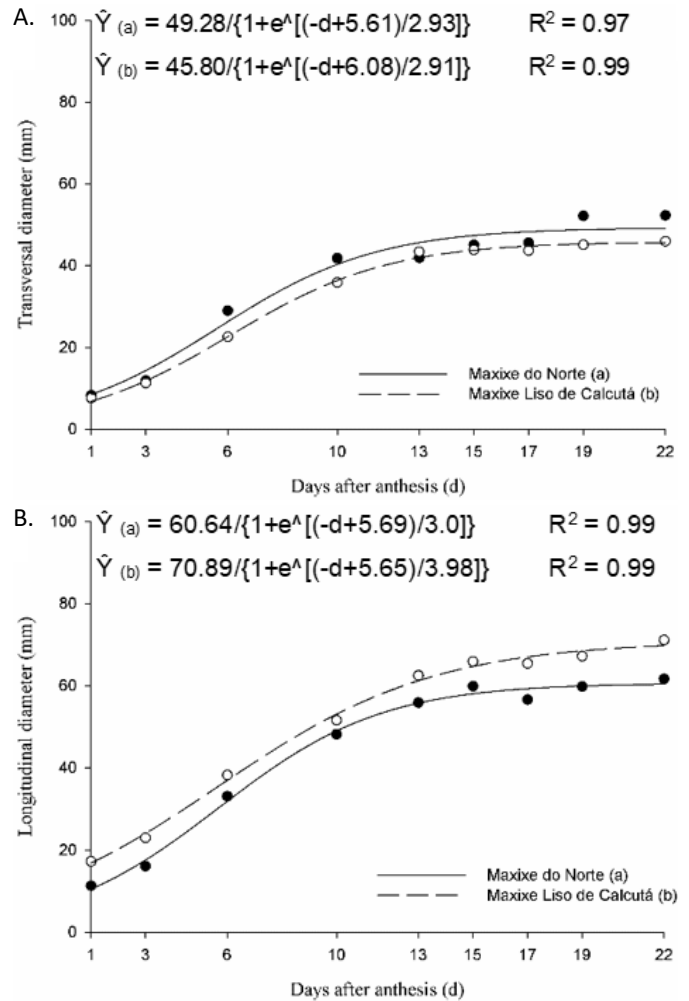 A.
Ŷ (a) = 49.28/{1+e^[(-d+5.61)/2.93]} R² = 0.97
Ŷ (b) = 45.80/{1+e^[(-d+6.08)/2.91]} R² = 0.99
100
80
60
40
20
0
Transversal diameter (mm)
Maxixe do Norte (a)
Maxixe Liso de Calcutá (b)
1 3 6 10 13 15 17 19 22
Days after anthesis (d)
B.
Ŷ (a) = 60.64/{1+e^[(-d+5.69)/3.0]} R² = 0.99
Ŷ (b) = 70.89/{1+e^[(-d+5.65)/3.98]} R² = 0.99
100
80
60
40
20
0
Longitudinal diameter (mm)
Maxixe do Norte (a)
Maxixe Liso de Calcutá (b)
1 3 6 10 13 15 17 19 22
Days after anthesis (d)